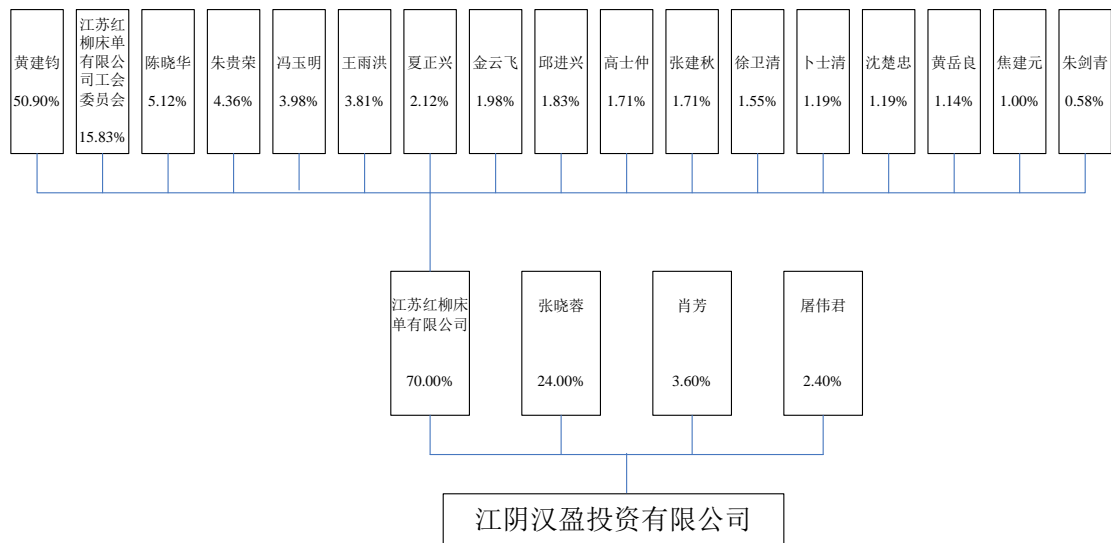 黄建钧
50.90%
江苏红
柳床单
有限公
司工会
委员会
15.83%
陈晓华
5.12%
朱贵荣
4.36%
冯玉明
3.98%
王雨洪
3.81%
夏正兴
2.12%
金云飞
1.98%
邱进兴
1.83%
高士仲
1.71%
张建秋
1.71%
徐卫清
1.55%
卜士清
1.19%
沈楚忠
1.19%
黄岳良
1.14%
焦建元
1.00%
朱剑青
0.58%
江苏红柳床
单有限公司
70.00%
张晓蓉
24.00%
肖芳
3.60%
屠伟君
2.40%
江阴汉盈投资有限公司